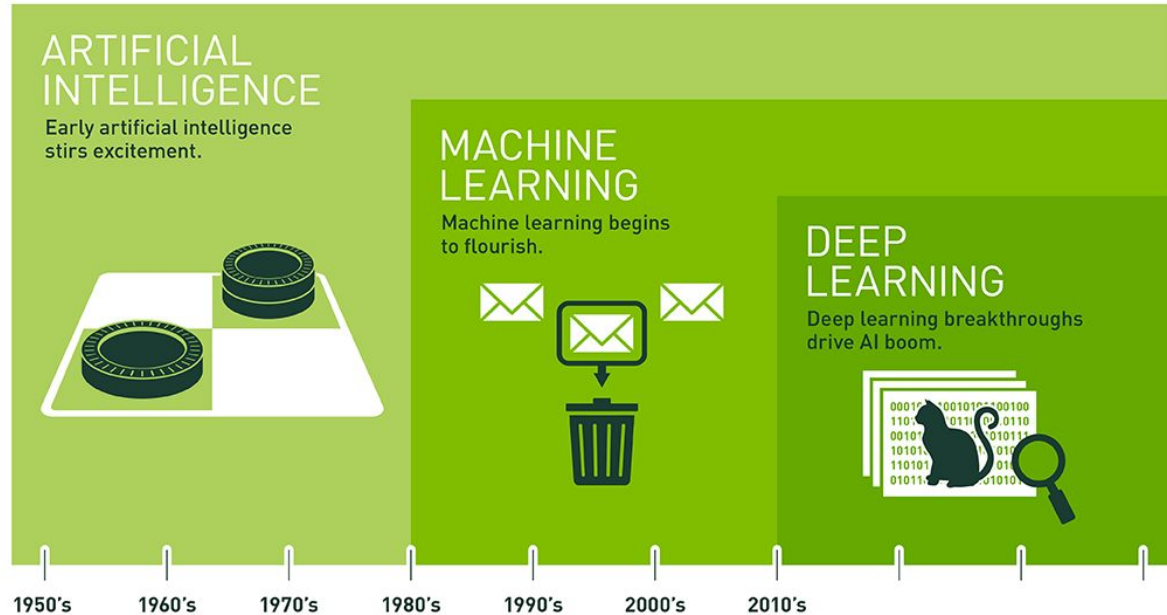 ARTIFICIAL
INTELLIGENCE
Early artificial intelligence
stirs excitement.
MACHINE
LEARNING
Machine learning begins
to flourish.
DEEP
LEARNING
Deep learning breakthroughs
drive AI boom.
1950's 1960's 1970's 1980's 1990's 2000's 2010's